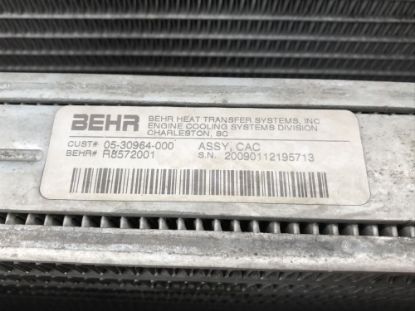 BEHR
BEHR HEAT TRANSFER SYSTEMS, INC
ENGINE COOLING SYSTEMS DIVISION
CHARLESTON, SC
CUST# 05-30964-000 ASSY, CAC
BEHR# R8572001 S.N. 20090112195713